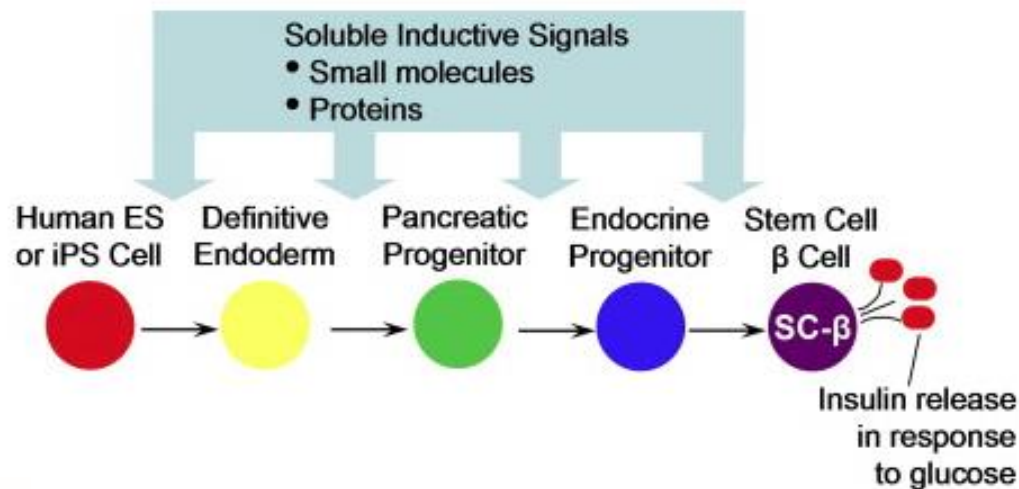 Soluble Inductive Signals
• Small molecules
• Proteins
Human ES
or iPS Cell
Definitive
Endoderm
Pancreatic
Progenitor
Endocrine
Progenitor
Stem Cell
β Cell
SC-β
Insulin release
in response
to glucose